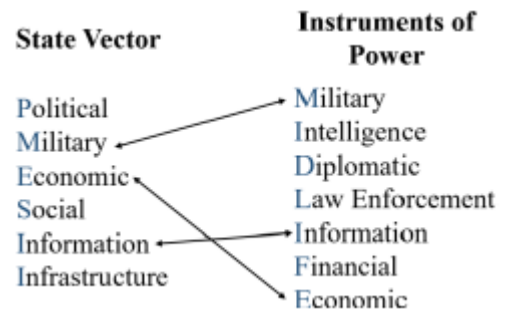 State Vector
Political
Military
Economic
Social
Information
Infrastructure
Instruments of
Power
Military
Intelligence
Diplomatic
Law Enforcement
Information
Financial
Economic